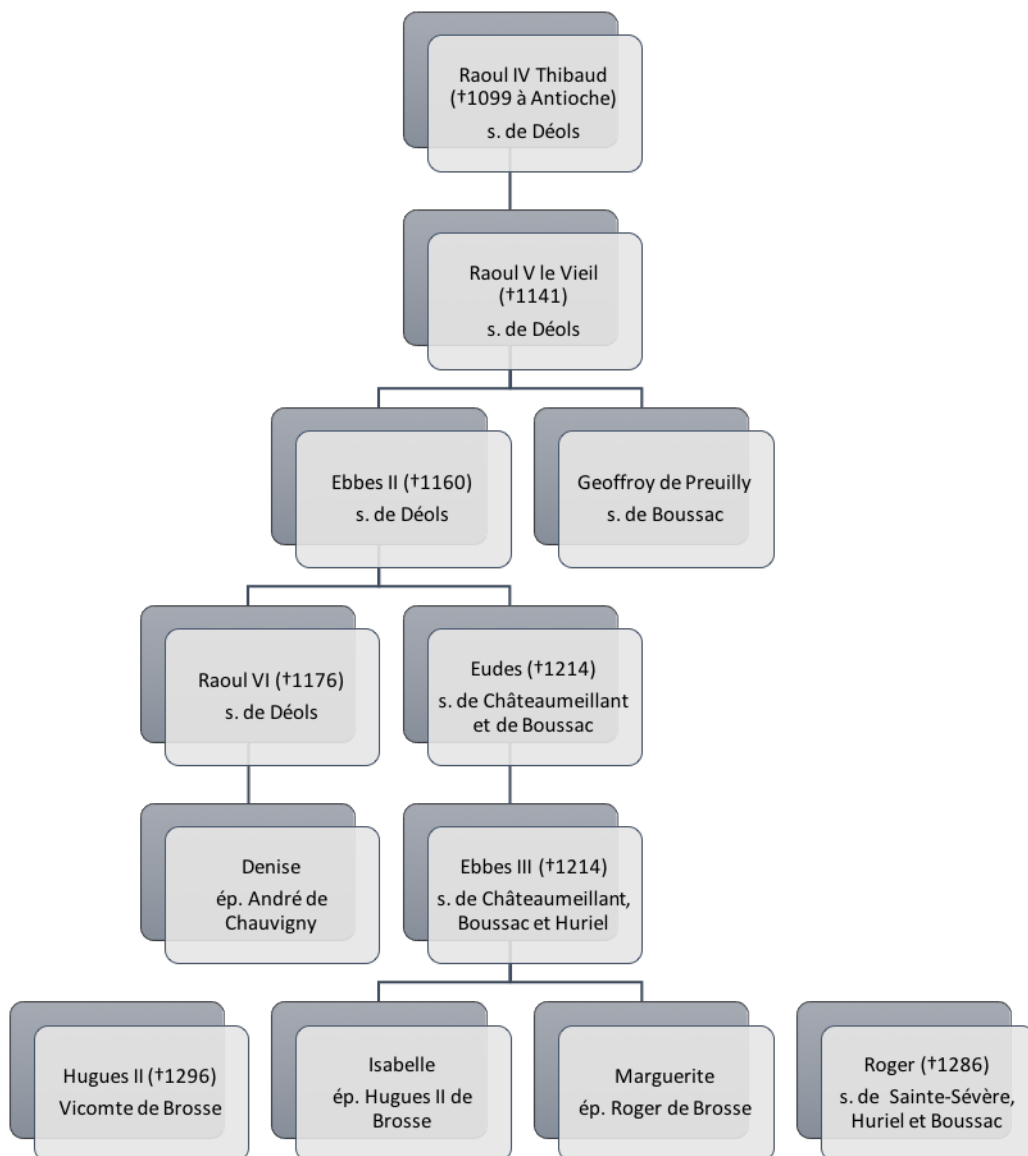 Raoul IV Thibaud
(†1099 à Antioche)
s. de Déols
Raoul V le Vieil
(†1141)
s. de Déols
Ebbes II (†1160)
s. de Déols
Geoffroy de Preuilly
s. de Boussac
Raoul VI (†1176)
s. de Déols
Eudes (†1214)
s. de Châteaumeillant
et de Boussac
Denise
ép. André de
Chauvigny
Ebbes III (†1214)
s. de Châteaumeillant,
Boussac et Huriel
Hugues II (†1296)
Vicomte de Brosse
Isabelle
ép. Hugues II de
Brosse
Marguerite
ép. Roger de Brosse
Roger (†1286)
s. de Sainte-Sévère,
Huriel et Boussac